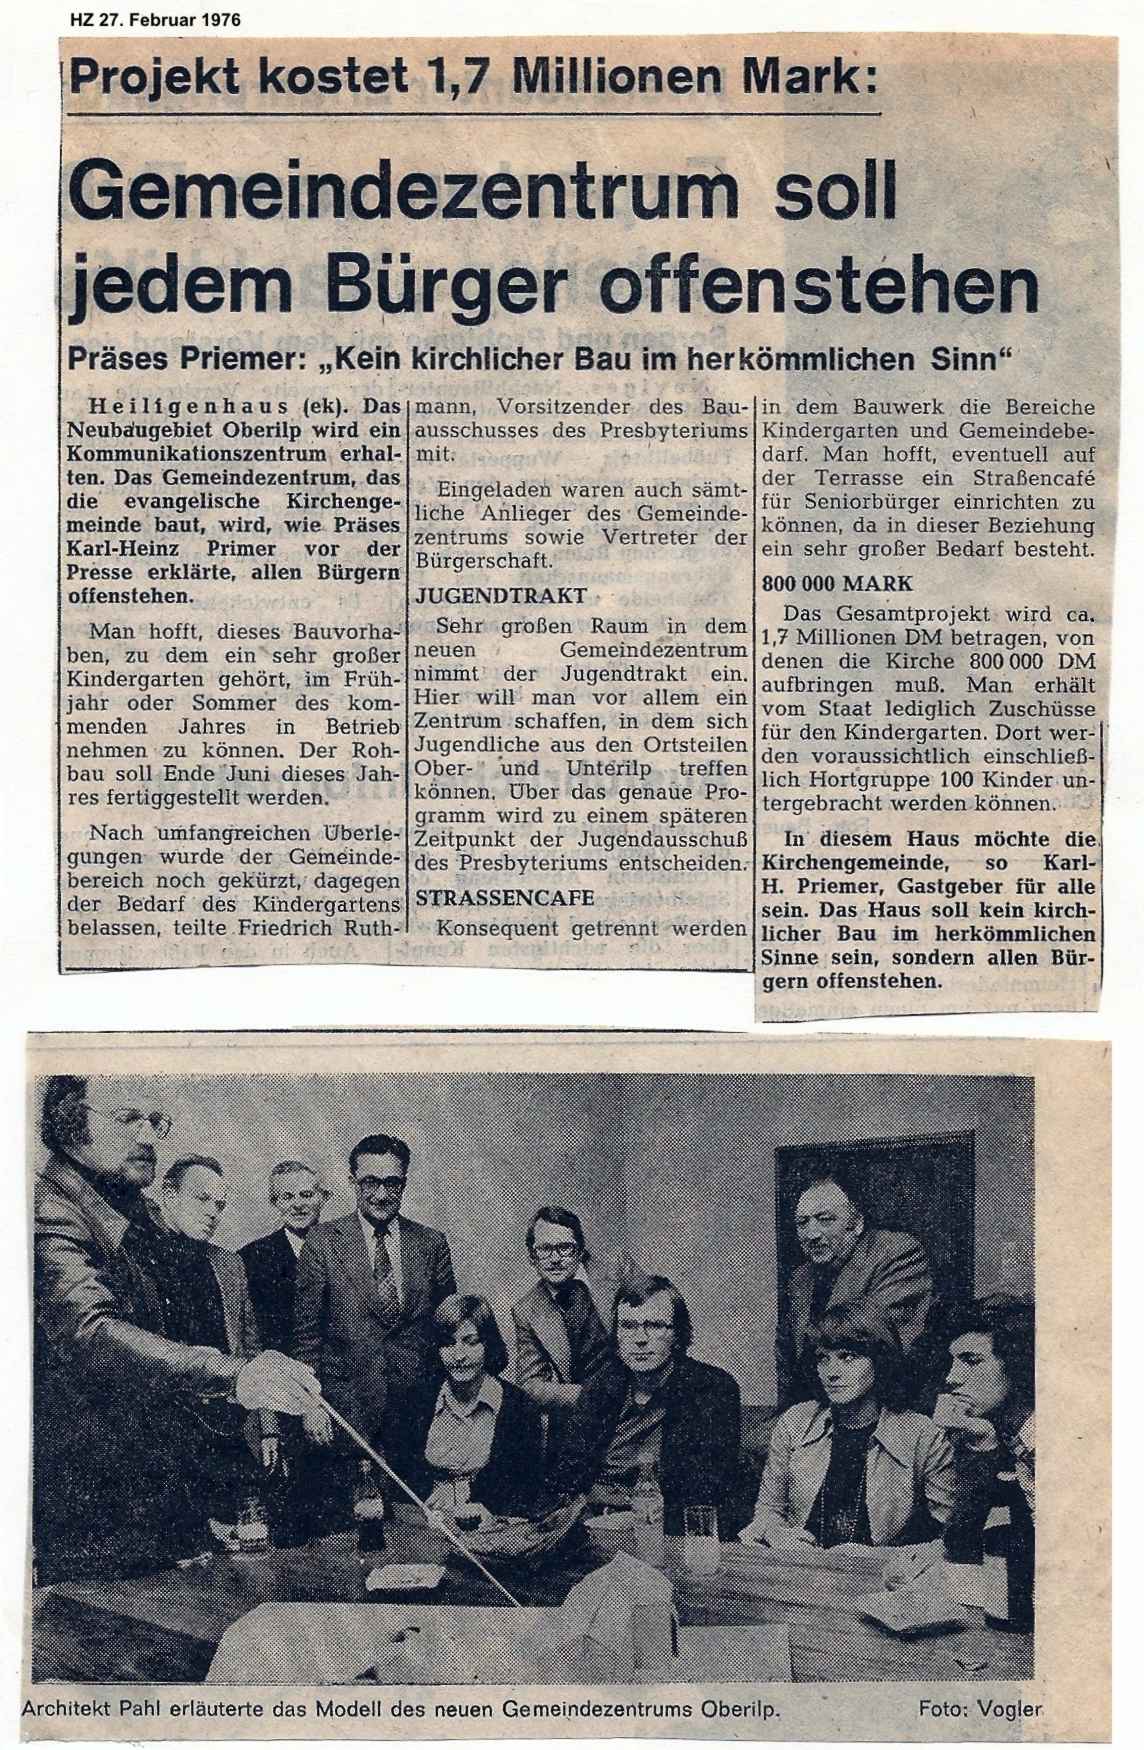 HZ 27. Februar 1976
Projekt kostet 1,7 Millionen Mark:
Gemeindezentrum soll
jedem Bürger offenstehen
Präses Priemer: „Kein kirchlicher Bau im herkömmlichen Sinn“
Heiligenhaus (ek). Das
Neubaugebiet Oberilp wird ein
Kommunikationszentrum erhal-
ten. Das Gemeindezentrum, das
die evangelische Kirchenge-
meinde baut, wird, wie Präses
Karl-Heinz Primer vor der
Presse erklärte, allen Bürgern
offenstehen.
Man hofft, dieses Bauvorha-
ben, zu dem ein sehr großer
Kindergarten gehört, im Früh-
jahr oder Sommer des kom-
menden Jahres in Betrieb
nehmen zu können. Der Roh-
bau soll Ende Juni dieses Jah-
res fertiggestellt werden.
Nach umfangreichen Überle-
gungen wurde der Gemeinde-
bereich noch gekürzt, dagegen
der Bedarf des Kindergartens
belassen, teilte Friedrich Ruth-
mann, Vorsitzender des Bau-
ausschusses des Presbyteriums
mit.
Eingeladen waren auch sämt-
liche Anlieger des Gemeinde-
zentrums sowie Vertreter der
Bürgerschaft.
JUGENDTRAKT
Sehr großen Raum in dem
neuen Gemeindezentrum
nimmt der Jugendtrakt ein.
Hier will man vor allem ein
Zentrum schaffen, in dem sich
Jugendliche aus den Ortsteilen
Ober- und Unterilp treffen
können. Über das genaue Pro-
gramm wird zu einem späteren
Zeitpunkt der Jugendausschuß
des Presbyteriums entscheiden.
STRASSENCAFE
Konsequent getrennt werden
in dem Bauwerk die Bereiche
Kindergarten und Gemeindebe-
darf. Man hofft, eventuell auf
der Terrasse ein Straßencafé
für Seniorbürger einrichten zu
können, da in dieser Beziehung
ein sehr großer Bedarf besteht.
800 000 MARK
Das Gesamtprojekt wird ca.
1,7 Millionen DM betragen, von
denen die Kirche 800 000 DM
aufbringen muß. Man erhält
vom Staat lediglich Zuschüsse
für den Kindergarten. Dort wer-
den voraussichtlich einschließ-
lich Hortgruppe 100 Kinder un-
tergebracht werden können.
In diesem Haus möchte die
Kirchengemeinde, so Karl-
H. Priemer, Gastgeber für alle
sein. Das Haus soll kein kirch-
licher Bau im herkömmlichen
Sinne sein, sondern allen Bür-
gern offenstehen.
Architekt Pahl erläuterte das Modell des neuen Gemeindezentrums Oberilp. Foto: Vogler